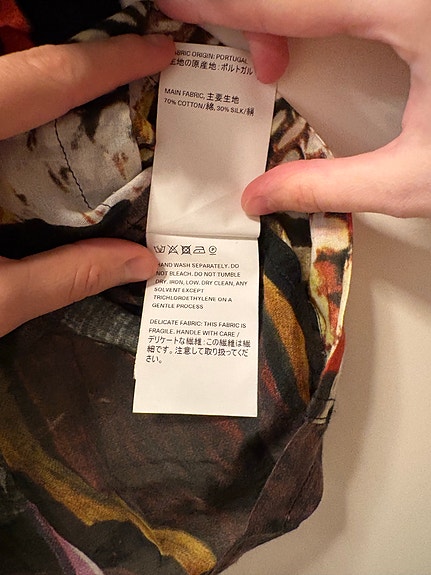 FABRIC ORIGIN: PORTUGAL
生地の原産地：ポルトガル
MAIN FABRIC, 主要生地
70% COTTON/綿, 30% SILK/絹
HAND WASH SEPARATELY. DO
NOT BLEACH. DO NOT TUMBLE
DRY. IRON, LOW. DRY CLEAN, ANY
SOLVENT EXCEPT
TRICHLOROETHYLENE ON A
GENTLE PROCESS
DELICATE FABRIC: THIS FABRIC IS
FRAGILE. HANDLE WITH CARE /
デリケートな繊維：この繊維は繊
細です。注意して取り扱ってくだ
さい。